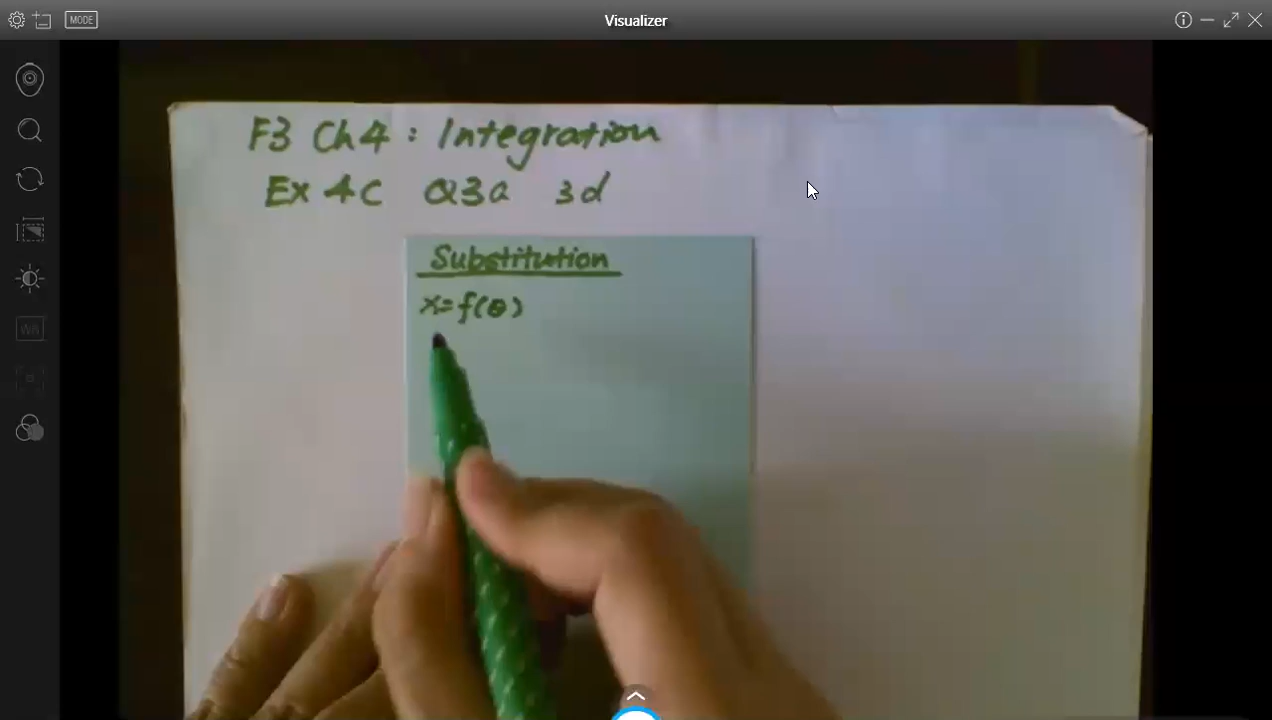 MODE
Visualizer
F3 Ch4 : Integration
Ex 4C Q3a 3d
Substitution
x=f(θ)